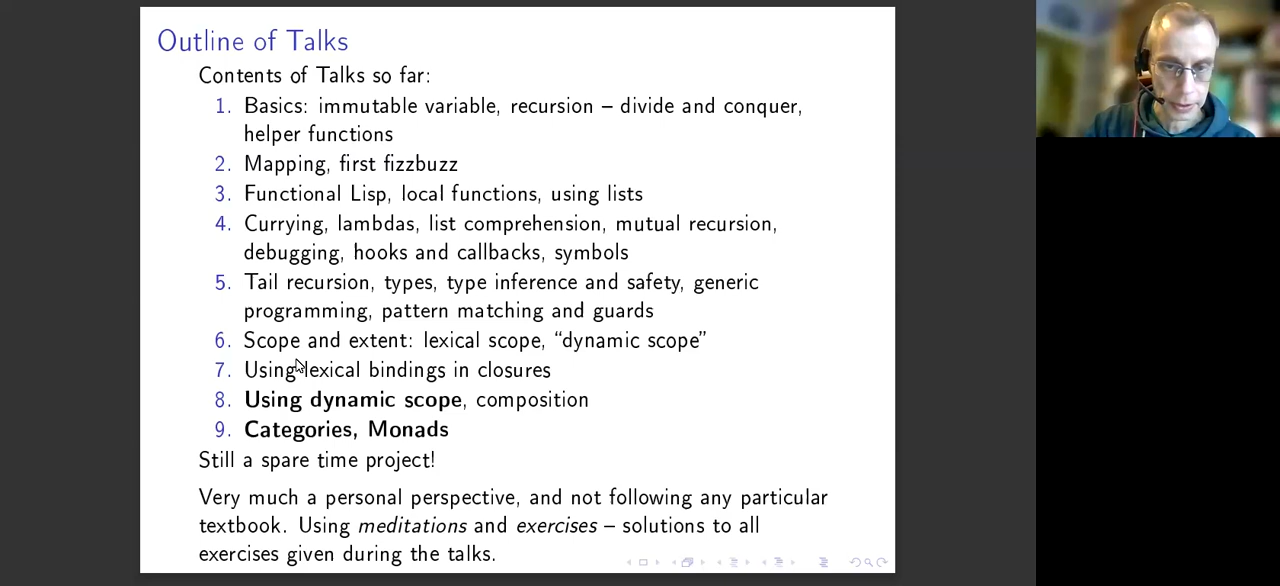 Outline of Talks
Contents of Talks so far:
1. Basics: immutable variable, recursion – divide and conquer,
helper functions
2. Mapping, first fizzbuzz
3. Functional Lisp, local functions, using lists
4. Currying, lambdas, list comprehension, mutual recursion,
debugging, hooks and callbacks, symbols
5. Tail recursion, types, type inference and safety, generic
programming, pattern matching and guards
6. Scope and extent: lexical scope, “dynamic scope”
7. Using lexical bindings in closures
8. Using dynamic scope, composition
9. Categories, Monads
Still a spare time project!
Very much a personal perspective, and not following any particular
textbook. Using meditations and exercises – solutions to all
exercises given during the talks.